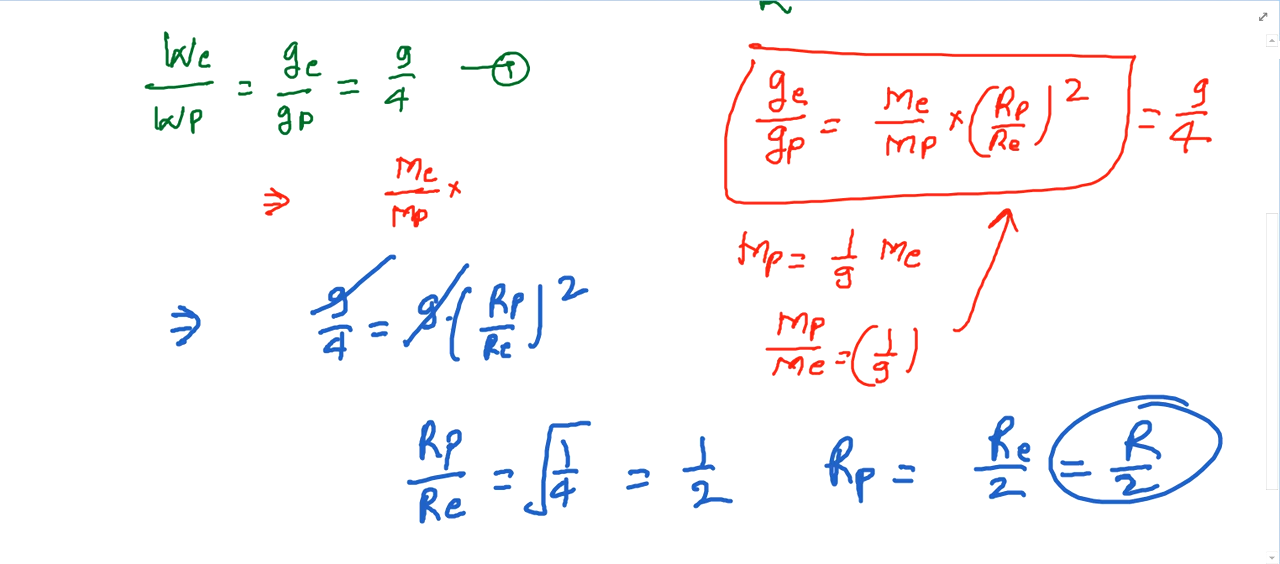 We/Wp = ge/gp = 9/4 — ①
ge/gp = Me/Mp × (Rp/Re)² = 9/4
⇒ Me/Mp ×
Mp = 1/9 Me
Mp/Me = (1/9)
⇒ 9/4 = 9·(Rp/Re)²
Rp/Re = √1/4 = 1/2 Rp = Re/2 = R/2